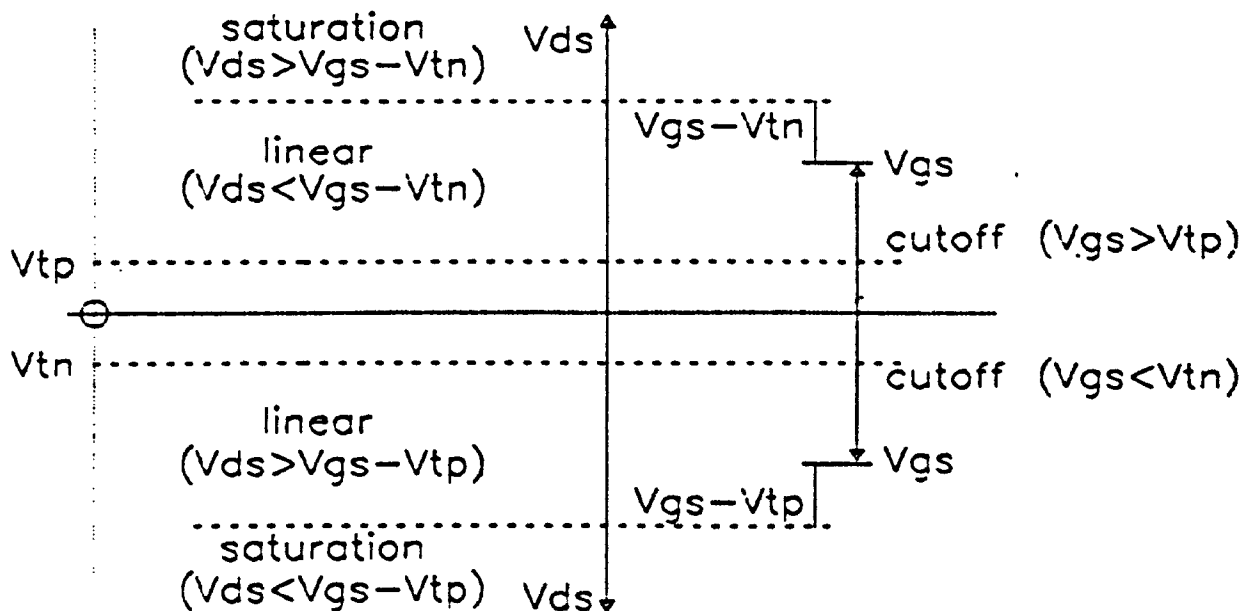 saturation
(Vds>Vgs-Vtn)
Vds
Vgs-Vtn
linear
(Vds<Vgs-Vtn)
Vgs
cutoff (Vgs>Vtp)
Vtp
Vtn
cutoff (Vgs<Vtn)
linear
(Vds>Vgs-Vtp)
Vgs
Vgs-Vtp
saturation
(Vds<Vgs-Vtp)
Vds